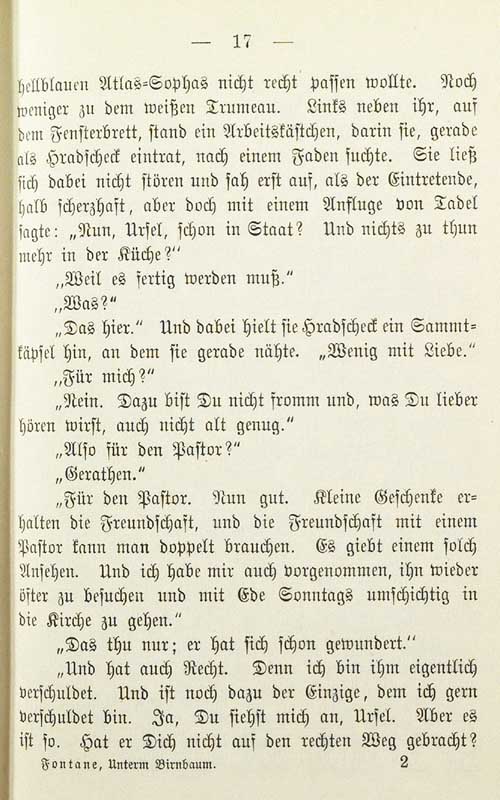 — 17 —
hellblauen Atlas-Sophas nicht recht passen wollte. Noch
weniger zu dem weißen Trumeau. Links neben ihr, auf
dem Fensterbrett, stand ein Arbeitskästchen, darin sie, gerade
als Hradscheck eintrat, nach einem Faden suchte. Sie ließ
sich dabei nicht stören und sah erst auf, als der Eintretende,
halb scherzhaft, aber doch mit einem Anfluge von Tadel
sagte: „Nun, Ursel, schon in Staat? Und nichts zu thun
mehr in der Küche?“
„Weil es fertig werden muß.“
„Was?“
„Das hier.“ Und dabei hielt sie Hradscheck ein Sammt-
käpsel hin, an dem sie gerade nähte. „Wenig mit Liebe.“
„Für mich?“
„Nein. Dazu bist Du nicht fromm und, was Du lieber
hören wirst, auch nicht alt genug.“
„Also für den Pastor?“
„Gerathen.“
„Für den Pastor. Nun gut. Kleine Geschenke er-
halten die Freundschaft, und die Freundschaft mit einem
Pastor kann man doppelt brauchen. Es giebt einem solch
Ansehen. Und ich habe mir auch vorgenommen, ihn wieder
öfter zu besuchen und mit Ede Sonntags umschichtig in
die Kirche zu gehen.“
„Das thu nur; er hat sich schon gewundert.“
„Und hat auch Recht. Denn ich bin ihm eigentlich
verschuldet. Und ist noch dazu der Einzige, dem ich gern
verschuldet bin. Ja, Du siehst mich an, Ursel. Aber es
ist so. Hat er Dich nicht auf den rechten Weg gebracht?
Fontane, Unterm Birnbaum. 2